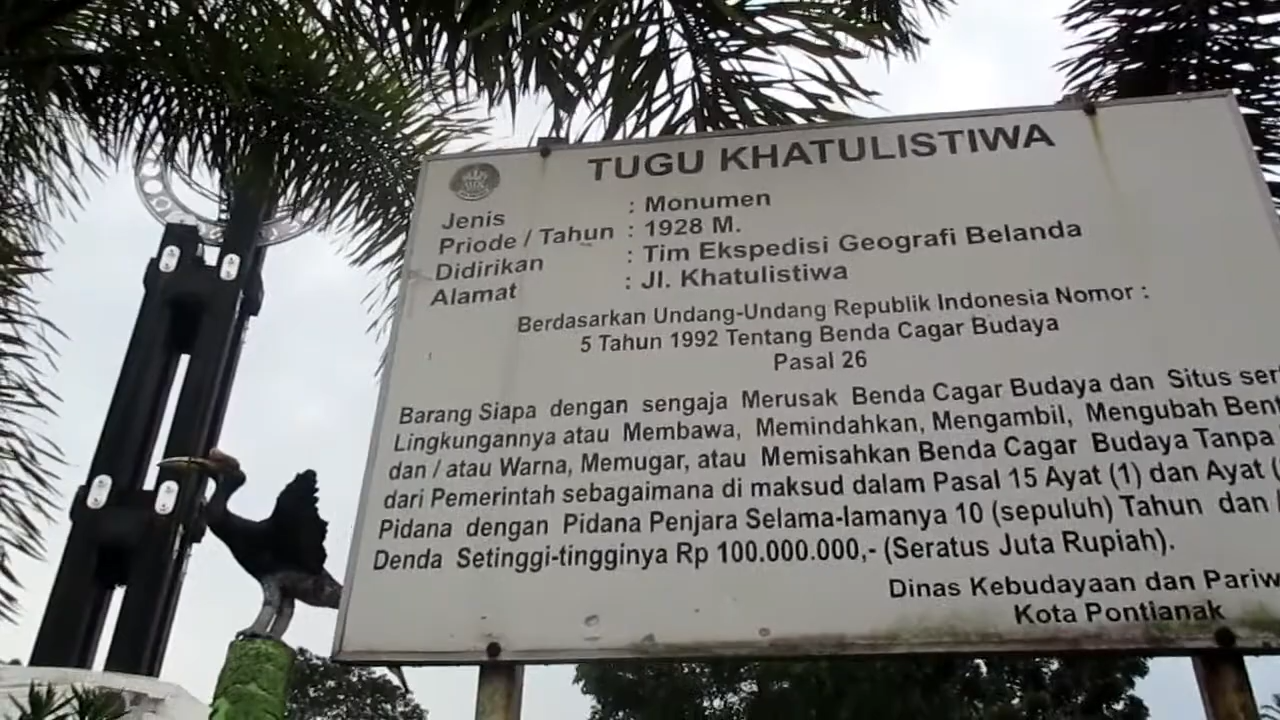 TUGU KHATULISTIWA
Jenis : Monumen
Priode / Tahun : 1928 M.
Didirikan : Tim Ekspedisi Geografi Belanda
Alamat : Jl. Khatulistiwa
Berdasarkan Undang-Undang Republik Indonesia Nomor :
5 Tahun 1992 Tentang Benda Cagar Budaya
Pasal 26
Barang Siapa dengan sengaja Merusak Benda Cagar Budaya dan Situs
Lingkungannya atau Membawa, Memindahkan, Mengambil, Mengubah
dan / atau Warna, Memugar, atau Memisahkan Benda Cagar Budaya Tanpa
dari Pemerintah sebagaimana di maksud dalam Pasal 15 Ayat (1) dan Ayat
Pidana dengan Pidana Penjara Selama-lamanya 10 (sepuluh) Tahun dan
Denda Setinggi-tingginya Rp 100.000.000,- (Seratus Juta Rupiah).
Dinas Kebudayaan dan
Kota Pontianak